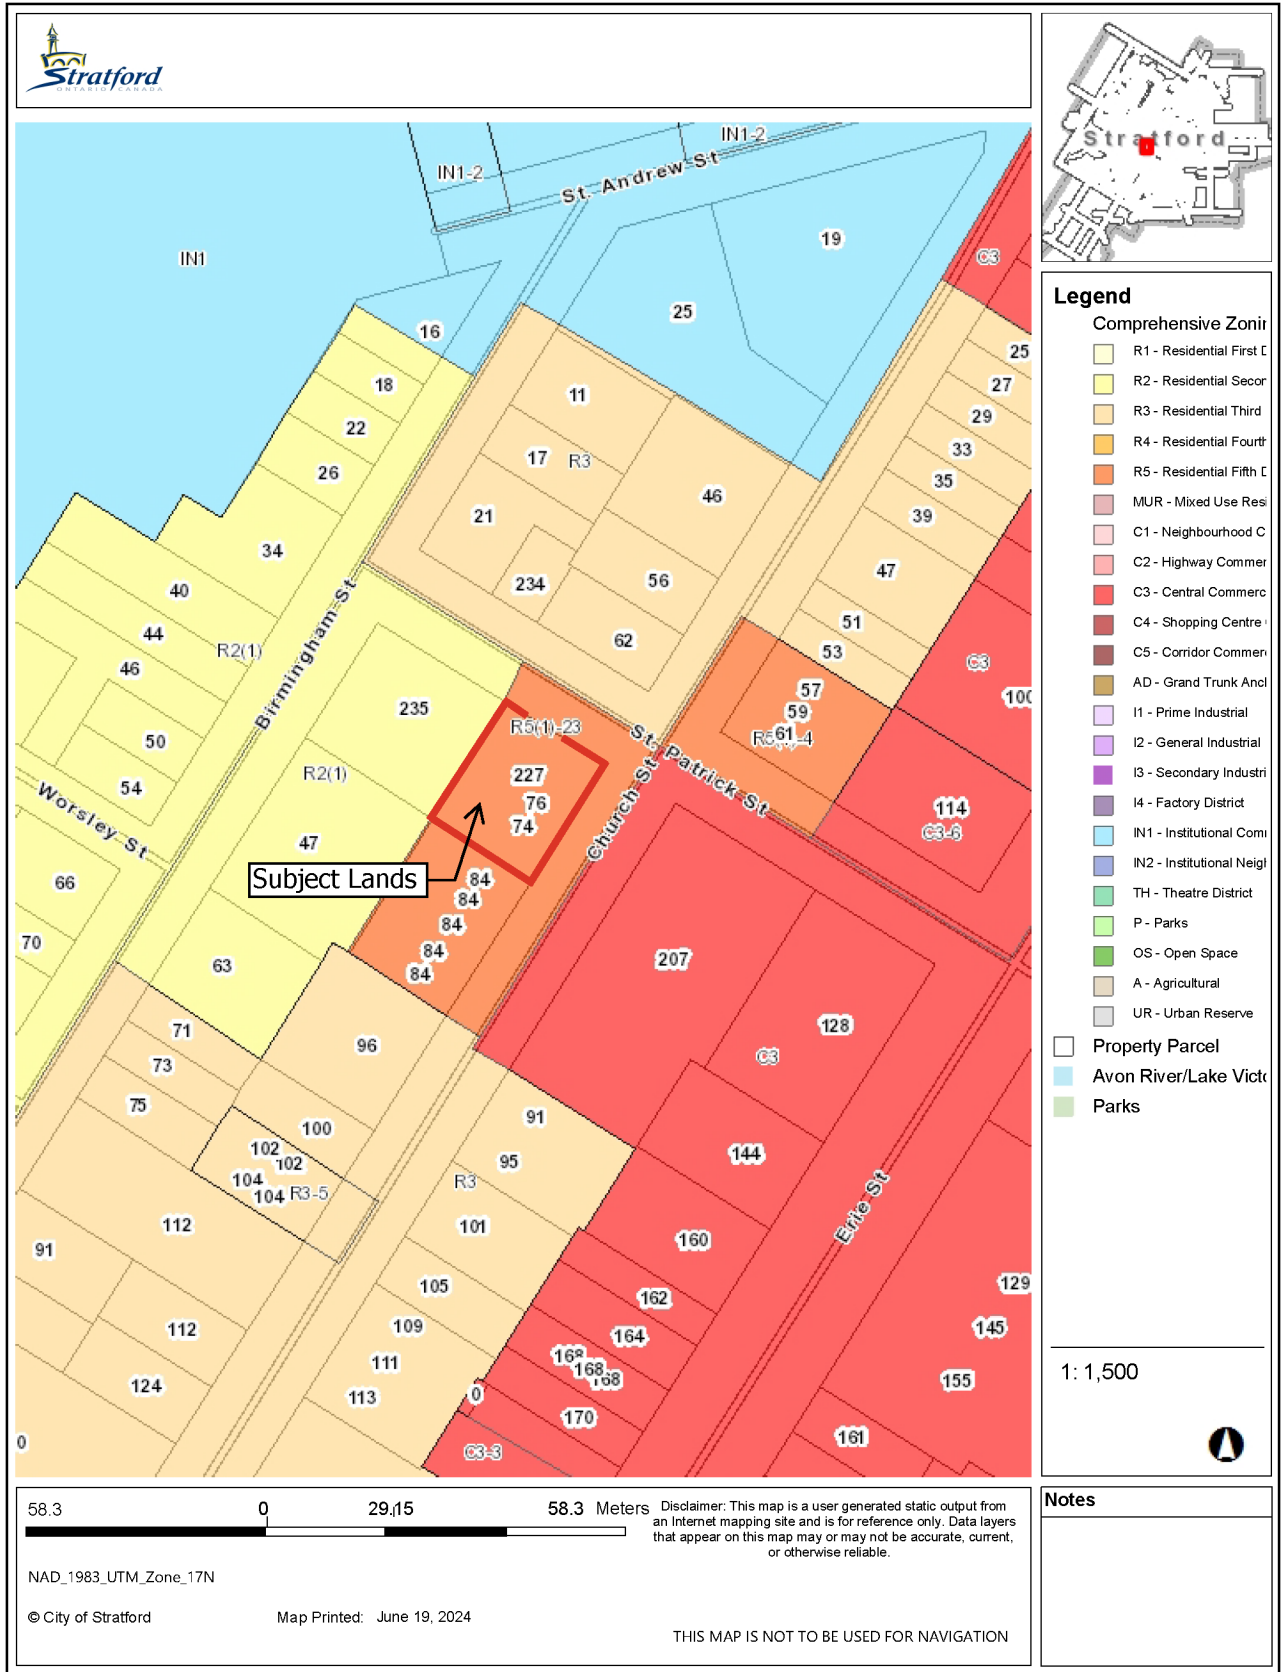 Stratford
ONTARIO CANADA
Stratford
IN1-2
IN1-2
St. Andrew St
IN1
19
C3
25
16
25
18
11
27
22
29
17
R3
33
26
46
35
21
39
34
47
234
56
40
51
44
62
53
R2(1)
46
C3
Birmingham St
57
100
235
59
R5(1)-23
61
50
St. Patrick St
R2(1)
227
54
76
114
Worsley St
74
C3-6
Church St
47
Subject Lands
84
84
66
84
70
84
207
63
84
128
71
96
C3
73
75
91
100
102
102
95
144
104
104
R3-5
R3
112
101
Erie St
91
160
105
129
162
109
145
112
164
111
168
168
168
155
124
113
0
170
161
0
C3-3
Legend
Comprehensive Zonin
R1 - Residential First D
R2 - Residential Secon
R3 - Residential Third
R4 - Residential Fourth
R5 - Residential Fifth D
MUR - Mixed Use Resi
C1 - Neighbourhood C
C2 - Highway Commer
C3 - Central Commerc
C4 - Shopping Centre
C5 - Corridor Commer
AD - Grand Trunk Anch
I1 - Prime Industrial
I2 - General Industrial
I3 - Secondary Industri
I4 - Factory District
IN1 - Institutional Com
IN2 - Institutional Neigh
TH - Theatre District
P - Parks
OS - Open Space
A - Agricultural
UR - Urban Reserve
Property Parcel
Avon River/Lake Victo
Parks
1: 1,500
58.3 0 29.15 58.3 Meters
Disclaimer: This map is a user generated static output from
an Internet mapping site and is for reference only. Data layers
that appear on this map may or may not be accurate, current,
or otherwise reliable.
NAD_1983_UTM_Zone_17N
© City of Stratford
Map Printed: June 19, 2024
THIS MAP IS NOT TO BE USED FOR NAVIGATION
Notes